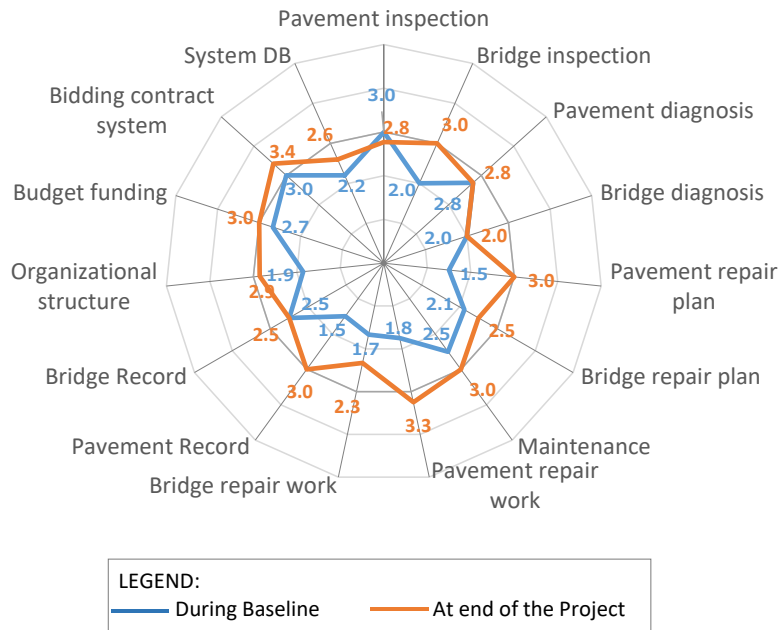 Pavement inspection
System DB
Bridge inspection
Bidding contract
system
Pavement diagnosis
Budget funding
Bridge diagnosis
Organizational
structure
Pavement repair
plan
Bridge Record
Bridge repair plan
Pavement Record
Maintenance
Bridge repair work
Pavement repair
work
3.0
2.8
3.0
2.6
3.4
2.2
2.0
2.8
3.0
2.8
3.0
2.7
2.0
2.0
1.9
2.9
1.5
3.0
2.5
2.5
2.1
2.5
1.5
1.7
1.8
2.5
3.0
2.3
3.3
3.0
LEGEND:
During Baseline
At end of the Project